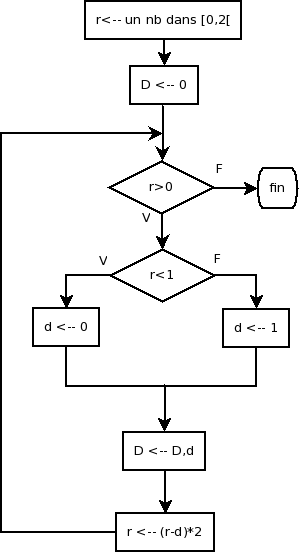 r<-- un nb dans [0,2[
D <-- 0
r>0
F
fin
V
r<1
V
F
d <-- 0
d <-- 1
D <-- D,d
r <-- (r-d)*2